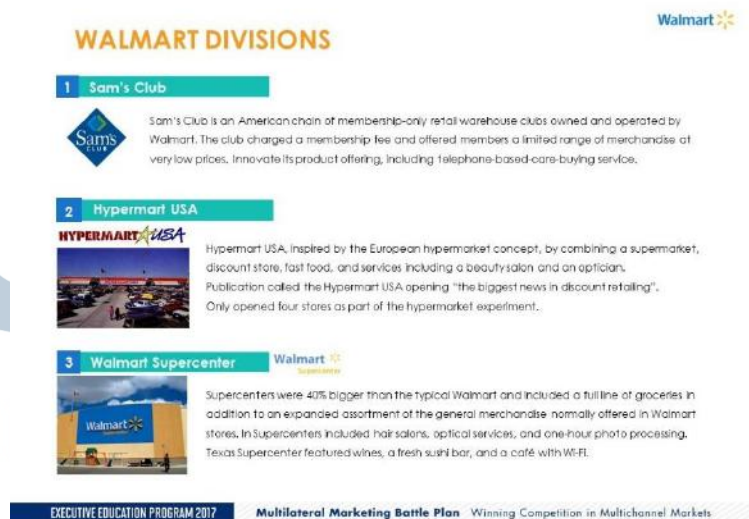 Walmart
WALMART DIVISIONS
1 Sam's Club
Sam's CLUB
Sam's Club is an American chain of membership-only retail warehouse clubs owned and operated by
Walmart. The club charged a membership fee and offered members a limited range of merchandise at
very low prices. Innovate its product offering, including telephone-based-care-buying service.
2 Hypermart USA
HYPERMART USA
Hypermart USA, inspired by the European hypermarket concept, by combining a supermarket,
discount store, fast food, and services including a beauty salon and an optician.
Publication called the Hypermart USA opening "the biggest news in discount retailing".
Only opened four stores as part of the hypermarket experiment.
3 Walmart Supercenter
Walmart
Supercenter
Supercenters were 40% bigger than the typical Walmart and included a full line of groceries in
addition to an expanded assortment of the general merchandise normally offered in Walmart
stores. In Supercenters included hair salons, optical services, and one-hour photo processing.
Texas Supercenter featured wines, a fresh sushi bar, and a café with WI-FI.
Walmart
EXECUTIVE EDUCATION PROGRAM 2017 Multilateral Marketing Battle Plan Winning Competition in Multichannel Markets